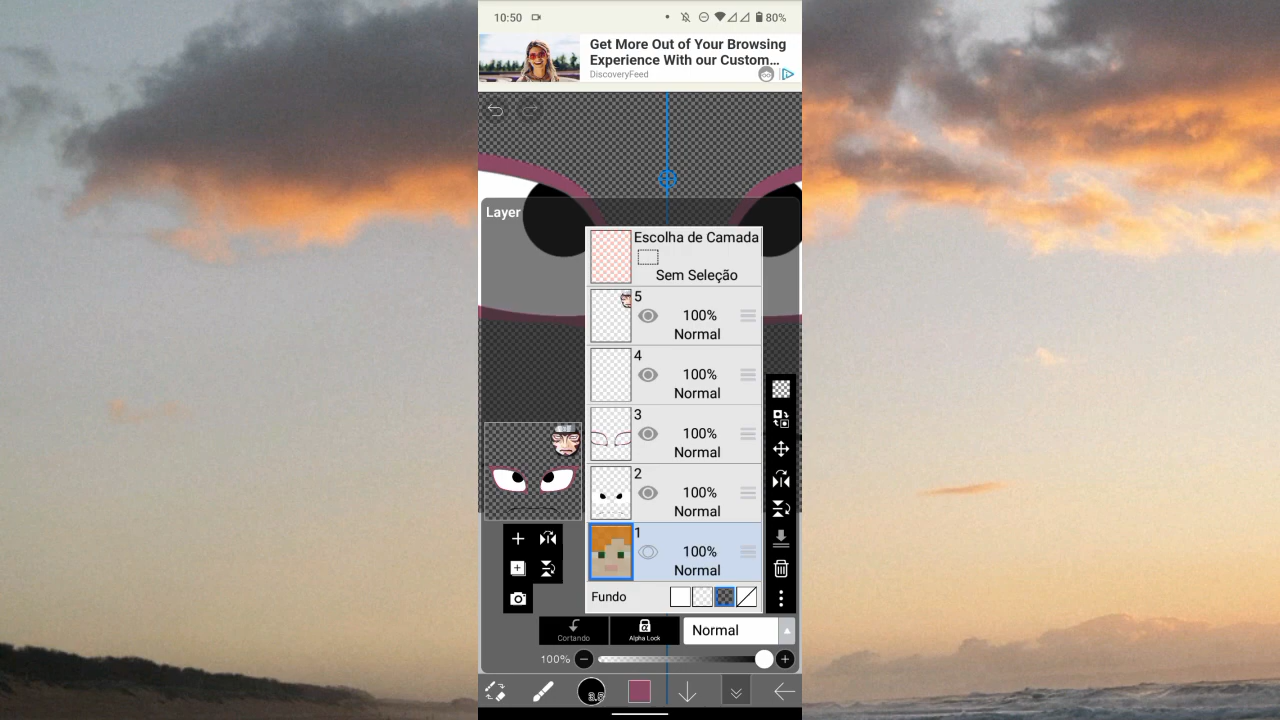 10:50
80%
Get More Out of Your Browsing
Experience With our Custom…
DiscoveryFeed
Layer
Escolha de Camada
Sem Seleção
5
100%
Normal
4
100%
Normal
3
100%
Normal
2
100%
Normal
1
100%
Normal
Fundo
Cortando
Alpha Lock
Normal
100%
3.8